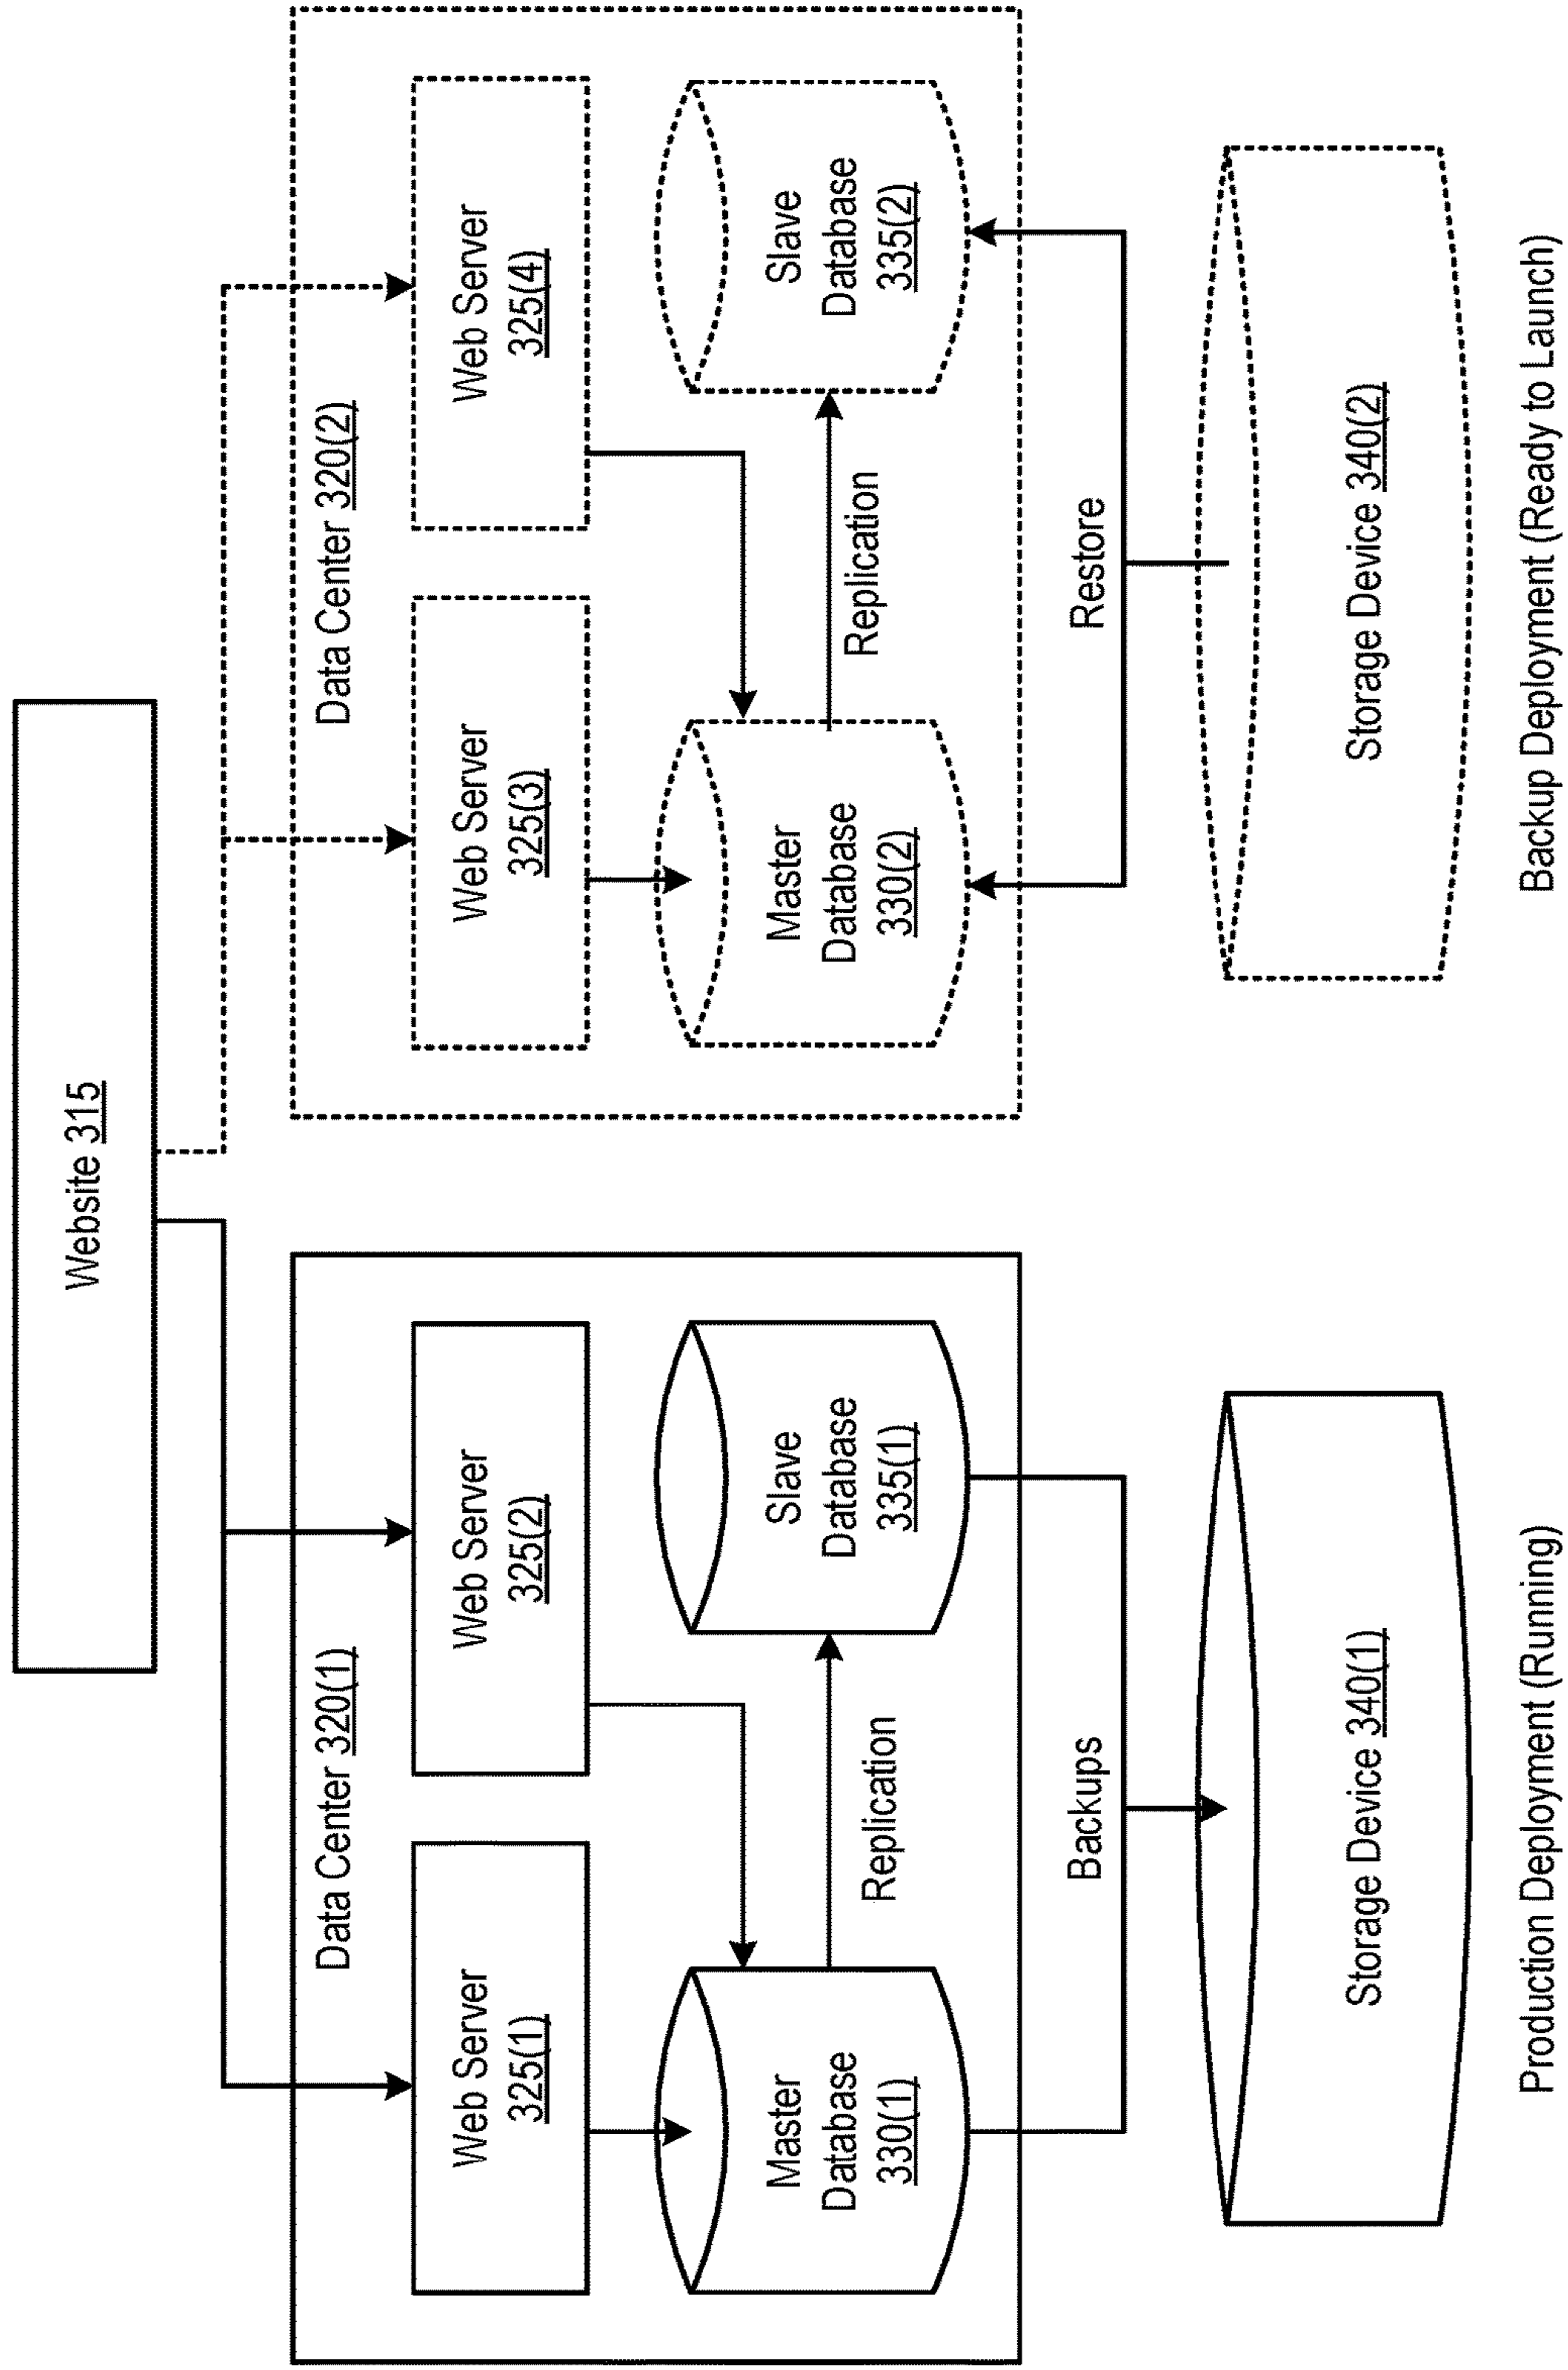 Website 315
Data Center 320(1)
Web Server
325(1)
Web Server
325(2)
Master
Database
330(1)
Replication
Slave
Database
335(1)
Backups
Storage Device 340(1)
Production Deployment (Running)
Data Center 320(2)
Web Server
325(3)
Web Server
325(4)
Master
Database
330(2)
Replication
Slave
Database
335(2)
Restore
Storage Device 340(2)
Backup Deployment (Ready to Launch)